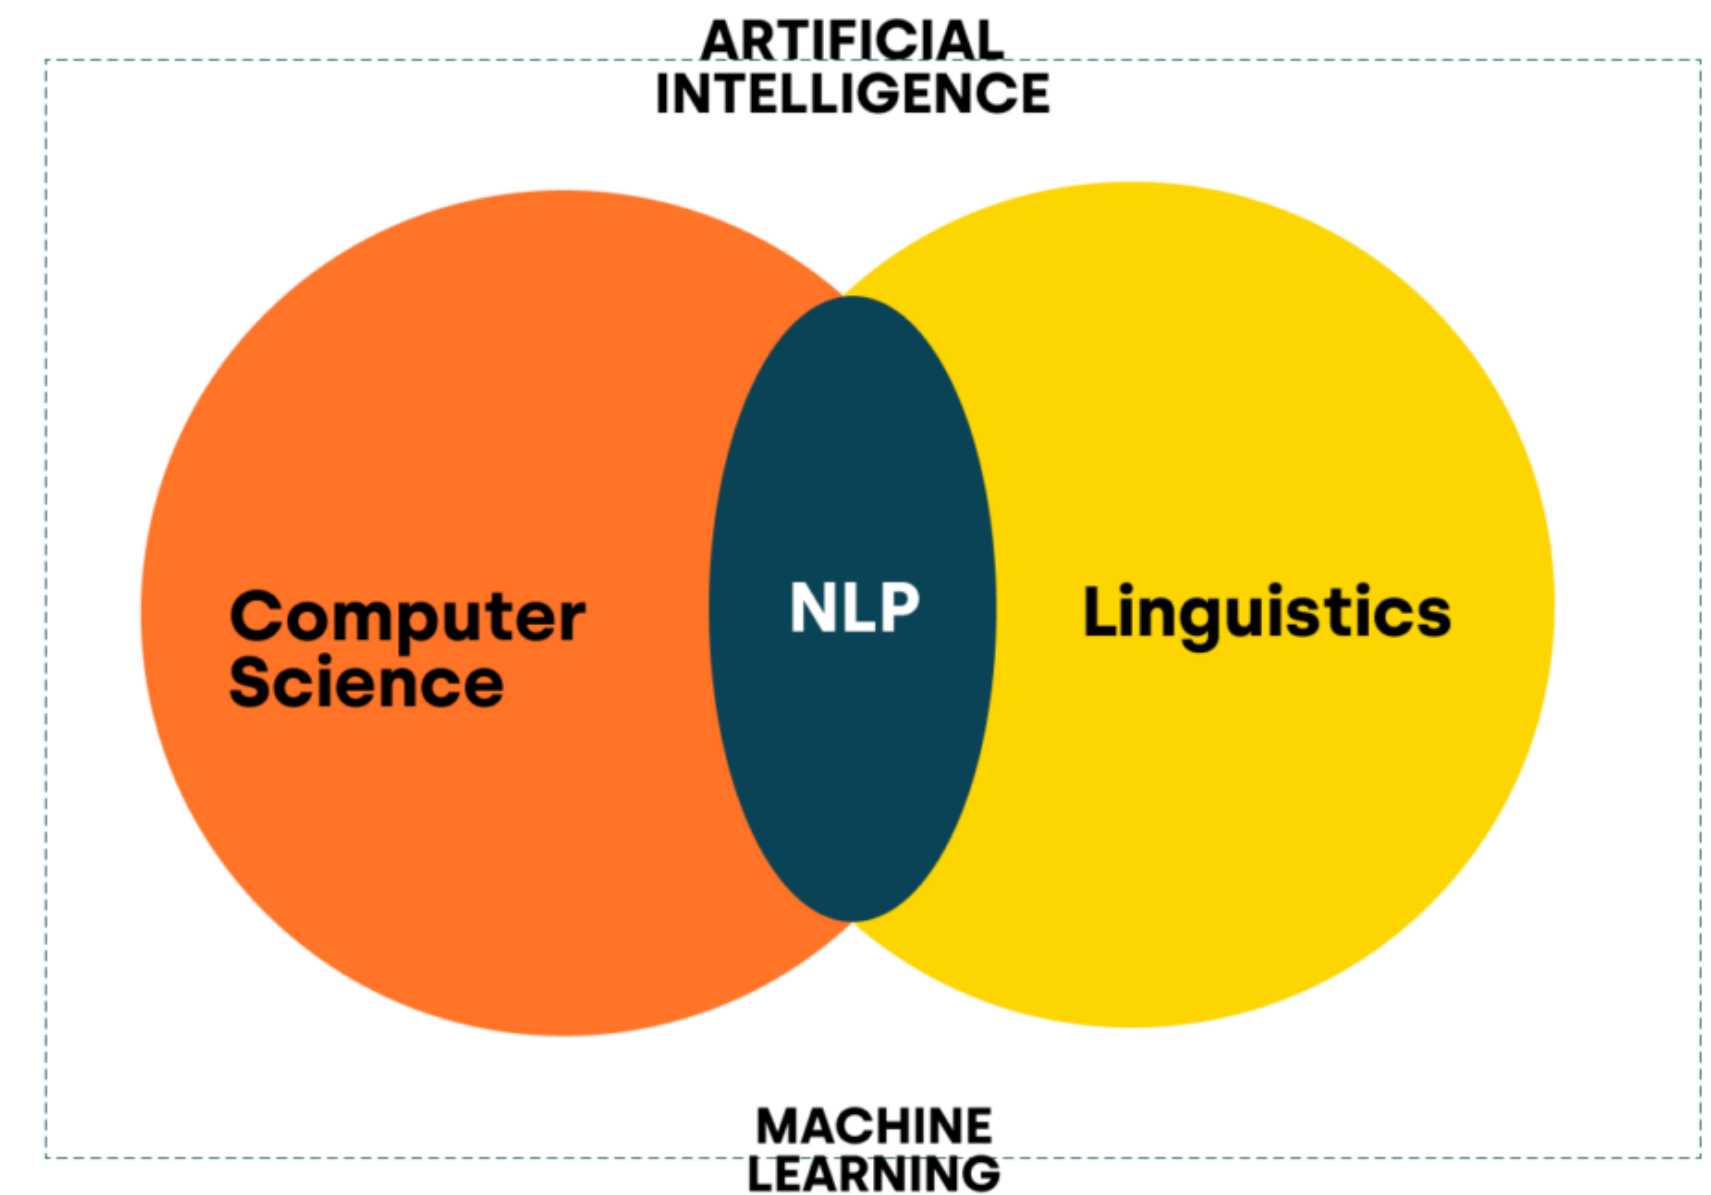 ARTIFICIAL
INTELLIGENCE
Computer
Science
NLP
Linguistics
MACHINE
LEARNING